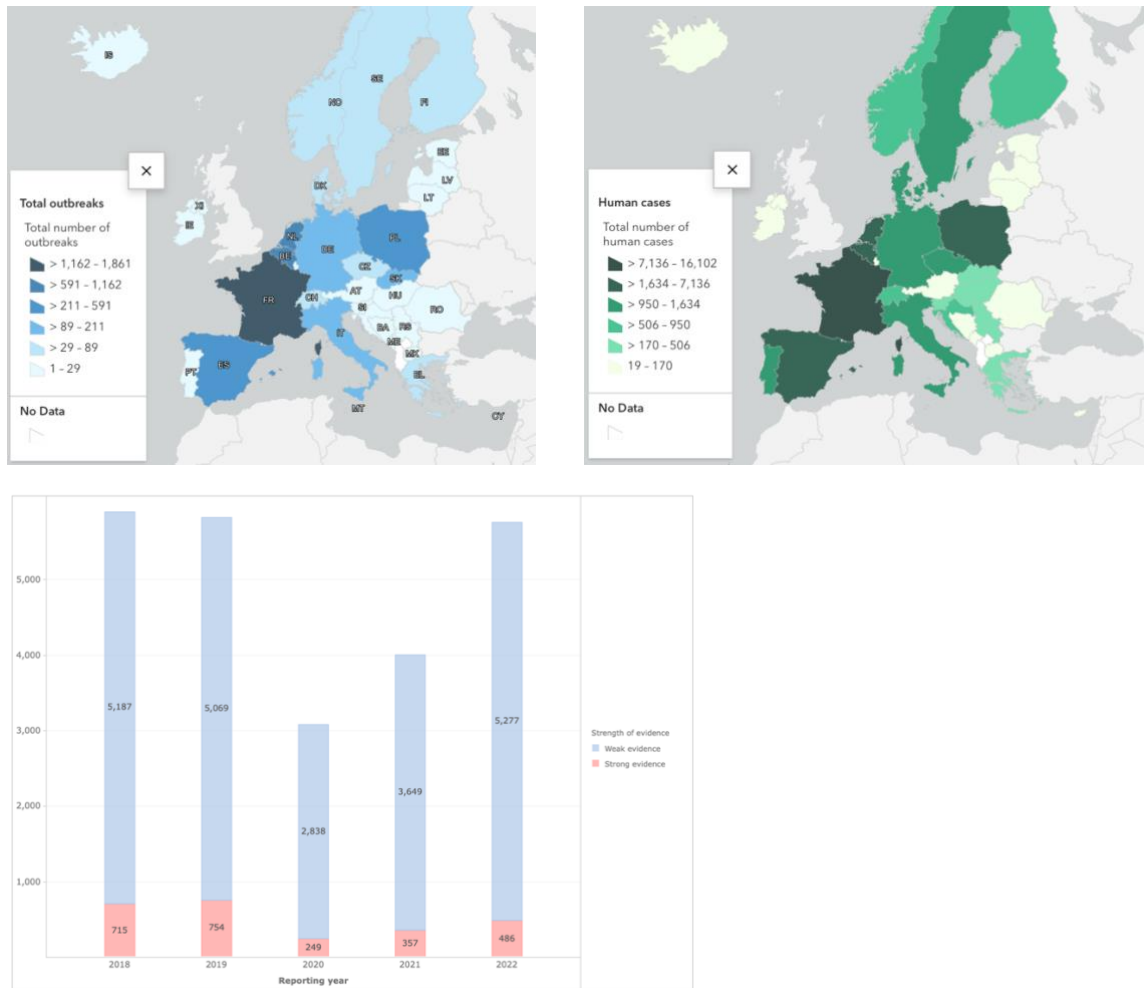 IS
SE
NO
FI
EE
LV
LT
DK
XI
IE
NL
BE
DE
PL
CZ
SK
AT
HU
CH
SI
RO
FR
BA
RS
IT
ME
MK
EL
PT
ES
MT
CY
×
Total outbreaks
Total number of
outbreaks
> 1,162 – 1,861
> 591 – 1,162
> 211 – 591
> 89 – 211
> 29 – 89
1 – 29
No Data
×
Human cases
Total number of
human cases
> 7,136 – 16,102
> 1,634 – 7,136
> 950 – 1,634
> 506 – 950
> 170 – 506
19 – 170
No Data
5,000
4,000
3,000
2,000
1,000
5,187
5,069
2,838
3,649
5,277
715
754
249
357
486
2018
2019
2020
2021
2022
Reporting year
Strength of evidence
Weak evidence
Strong evidence